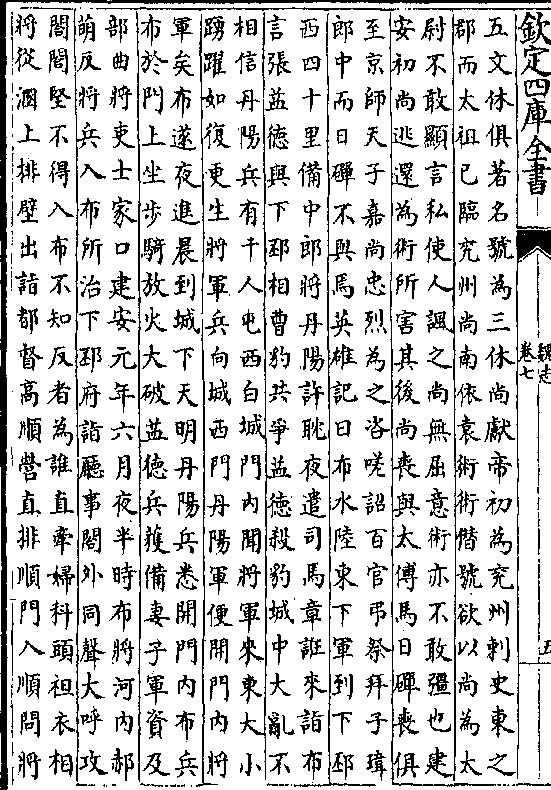 欽定四庫全書
魏志
卷七
五
五文休俱著名號為三休尚獻帝初為兗州刺史東之
郡而太祖已臨兗州尚南依袁術術僭號欲以尚為太
尉不敢顯言私使人諷之尚無屈意術亦不敢彊也建
安初尚逃還為術所害其後尚喪與太傅馬日磾喪俱
至京師天子嘉尚忠烈為之咨嗟詔百官弔祭拜子瑋
郎中而日磾不與焉英雄記曰布水陸東下軍到下邳
西四十里備中郎將丹陽許耽夜遣司馬章誑來詣布
言張益德與下邳相曹豹共爭益德殺豹城中大亂不
相信丹陽兵有千人屯西白城門內聞將軍來東大小
踴躍如復更生將軍兵向城西門丹陽軍便開門內將
軍矣布遂夜進晨到城下天明丹陽兵悉開門內布兵
布於門上坐步騎放火大破益德兵獲備妻子軍資及
部曲將吏士家口建安元年六月夜半時布將河內郝
萌反將兵入布所治下邳府詣廳事閤外同聲大呼攻
閤閤堅不得入布不知反者為誰直牽婦科頭袒衣相
將從溷上排壁出詣都督高順營直排順門入順問將